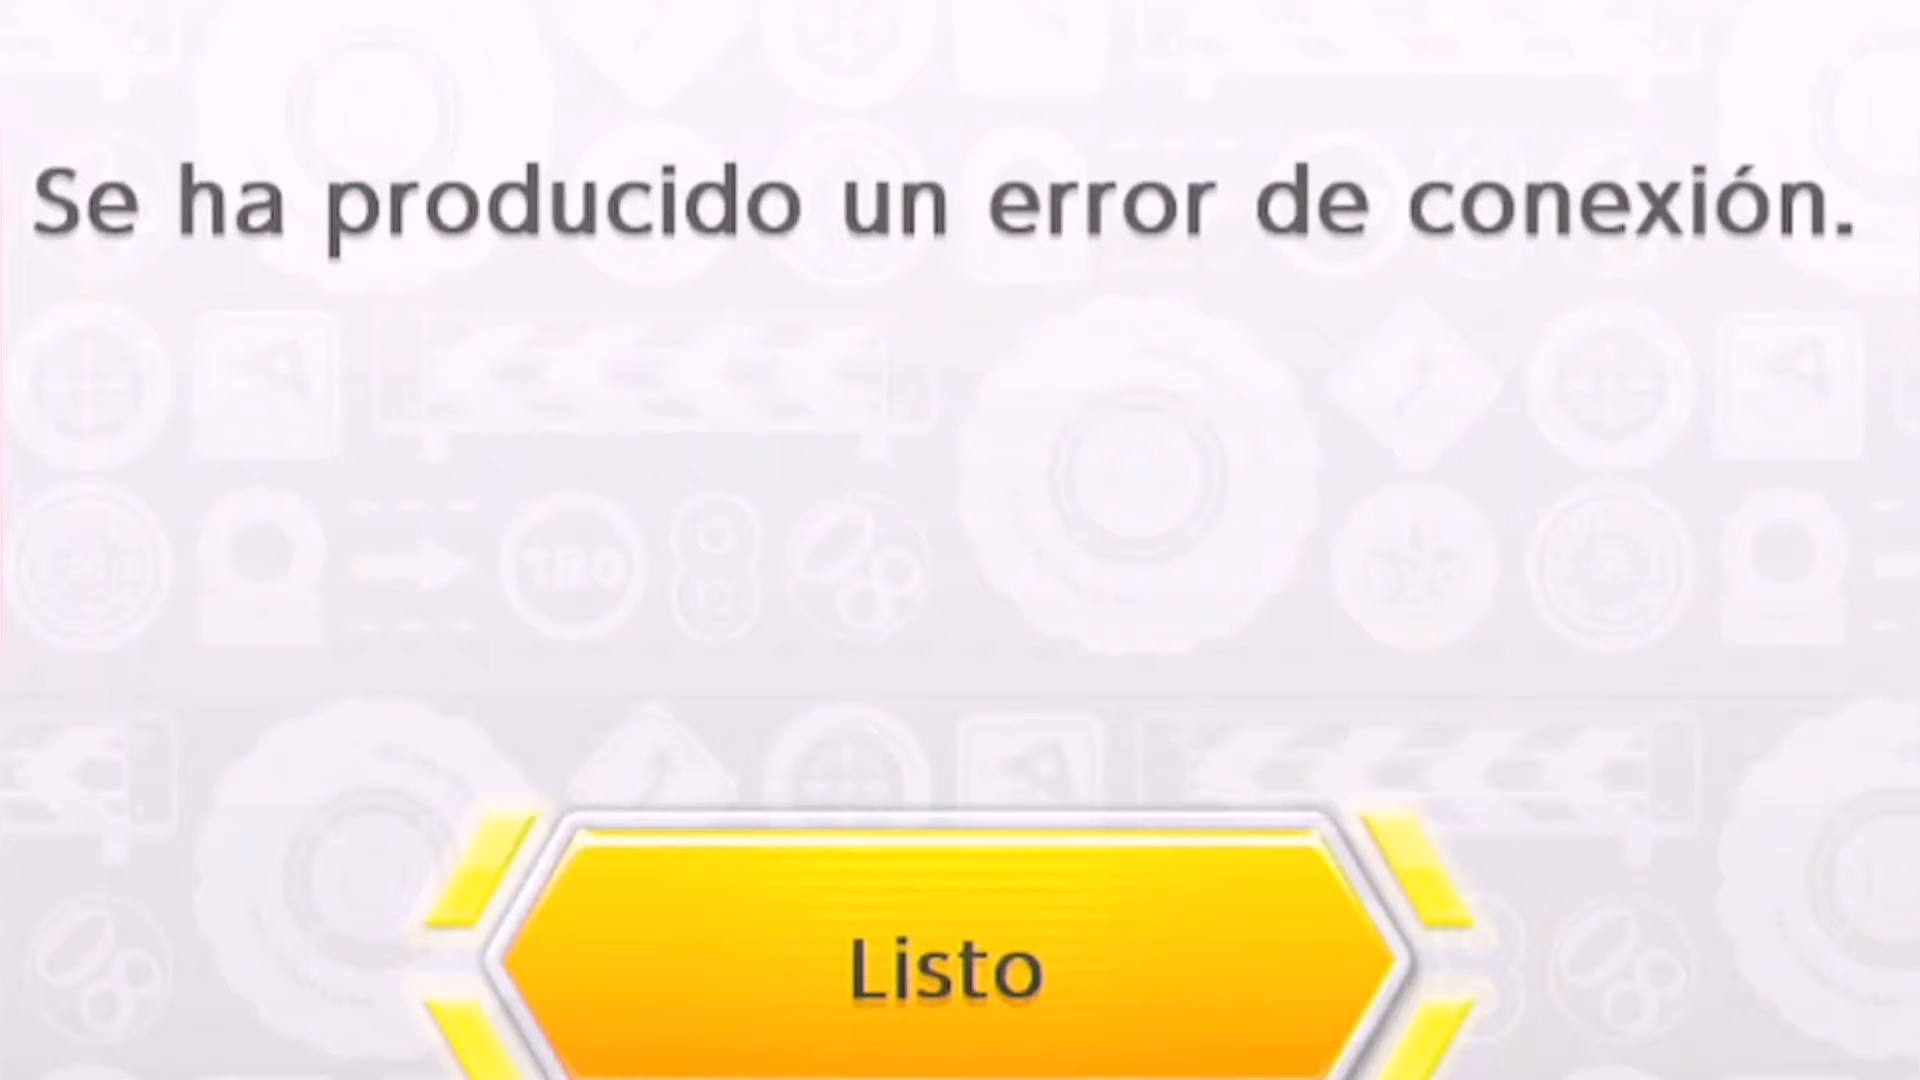 Se ha producido un error de conexión.
Listo